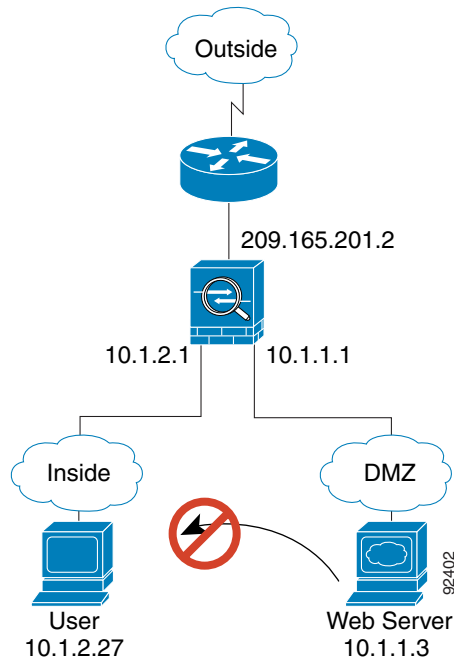 Outside
209.165.201.2
10.1.2.1
10.1.1.1
Inside
DMZ
User
10.1.2.27
Web Server
10.1.1.3
92402